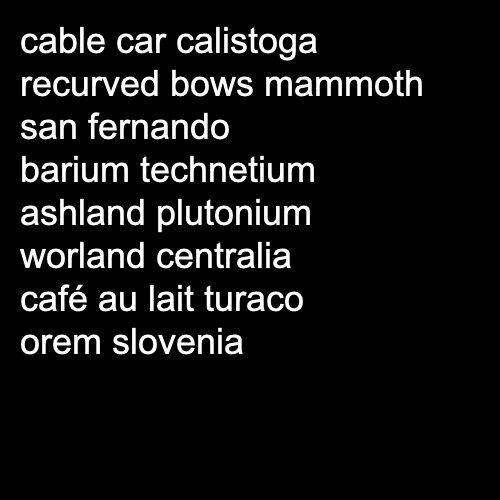 cable car calistoga
recurved bows mammoth
san fernando
barium technetium
ashland plutonium
worland centralia
café au lait turaco
orem slovenia